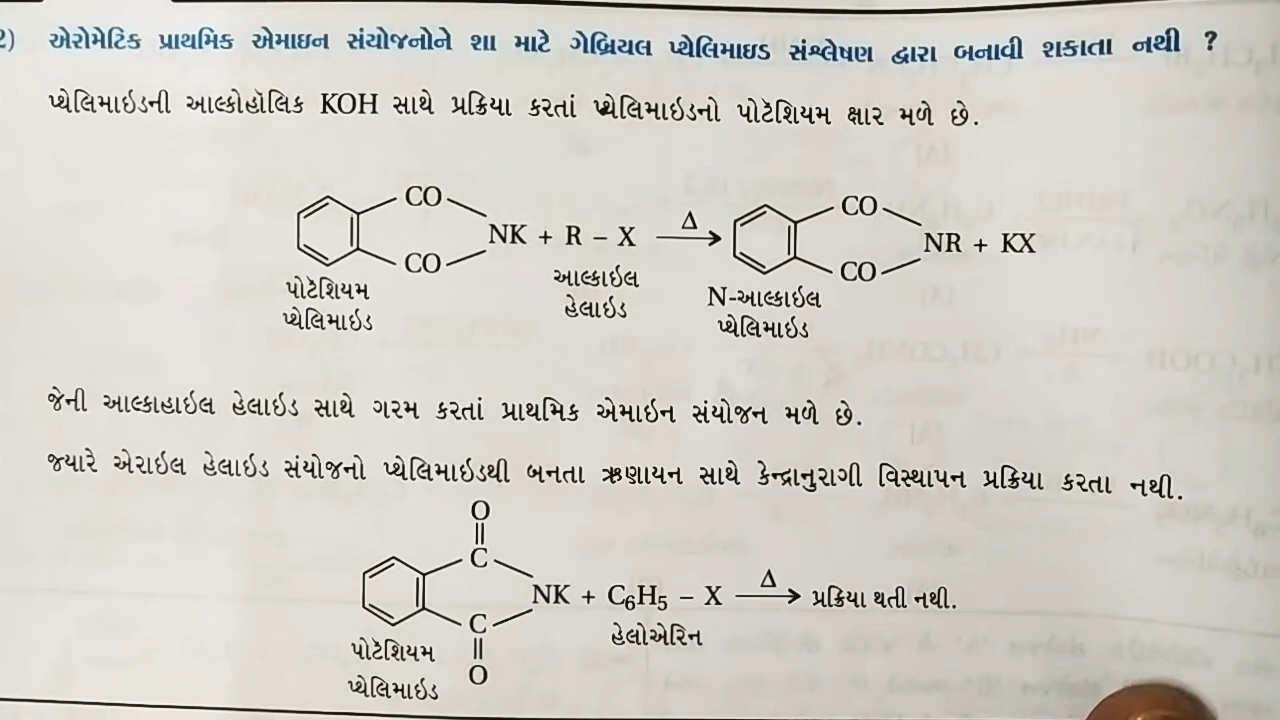 2) એરોમેટિક પ્રાથમિક એમાઇન સંયોજનોને શા માટે ગેબ્રિયલ પ્થેલિમાઇડ સંશ્લેષણ દ્વારા બનાવી શકાતા નથી ?
પ્થેલિમાઇડની આલ્કોહૉલિક KOH સાથે પ્રક્રિયા કરતાં પ્થેલિમાઇડનો પોટૅશિયમ ક્ષાર મળે છે.
CO CO
NK + R – X Δ NR + KX
CO CO
પોટૅશિયમ પ્થેલિમાઇડ
આલ્કાઇલ હેલાઇડ
N-આલ્કાઇલ પ્થેલિમાઇડ
જેની આલ્કાહાઇલ હેલાઇડ સાથે ગરમ કરતાં પ્રાથમિક એમાઇન સંયોજન મળે છે.
જ્યારે એરાઇલ હેલાઇડ સંયોજનો પ્થેલિમાઇડથી બનતા ઋણાયન સાથે કેન્દ્રાનુરાગી વિસ્થાપન પ્રક્રિયા કરતા નથી.
O
C
NK + C₆H₅ – X Δ પ્રક્રિયા થતી નથી.
C
O
પોટૅશિયમ પ્થેલિમાઇડ
હેલોએરિન